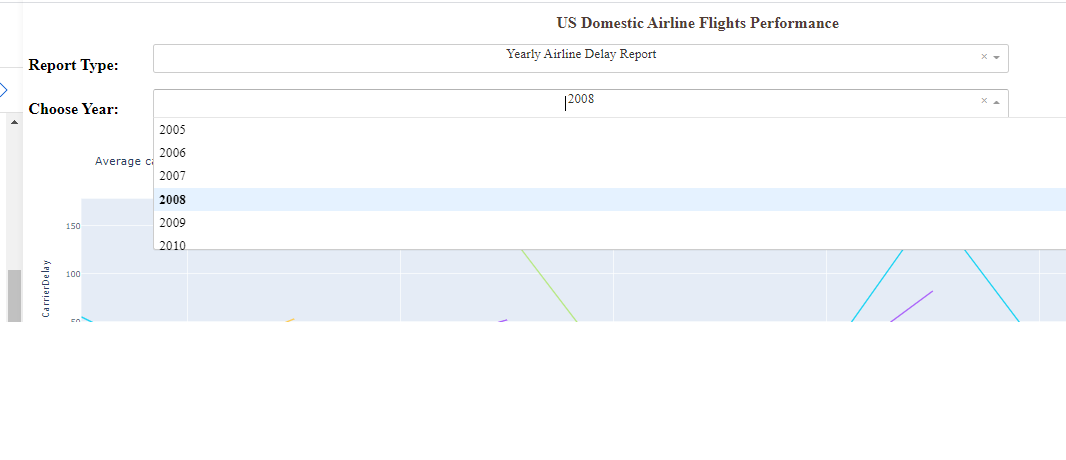 US Domestic Airline Flights Performance
Report Type:
Yearly Airline Delay Report
Choose Year:
2008
2005
2006
2007
2008
2009
2010
Average
150
100
50
CarrierDelay